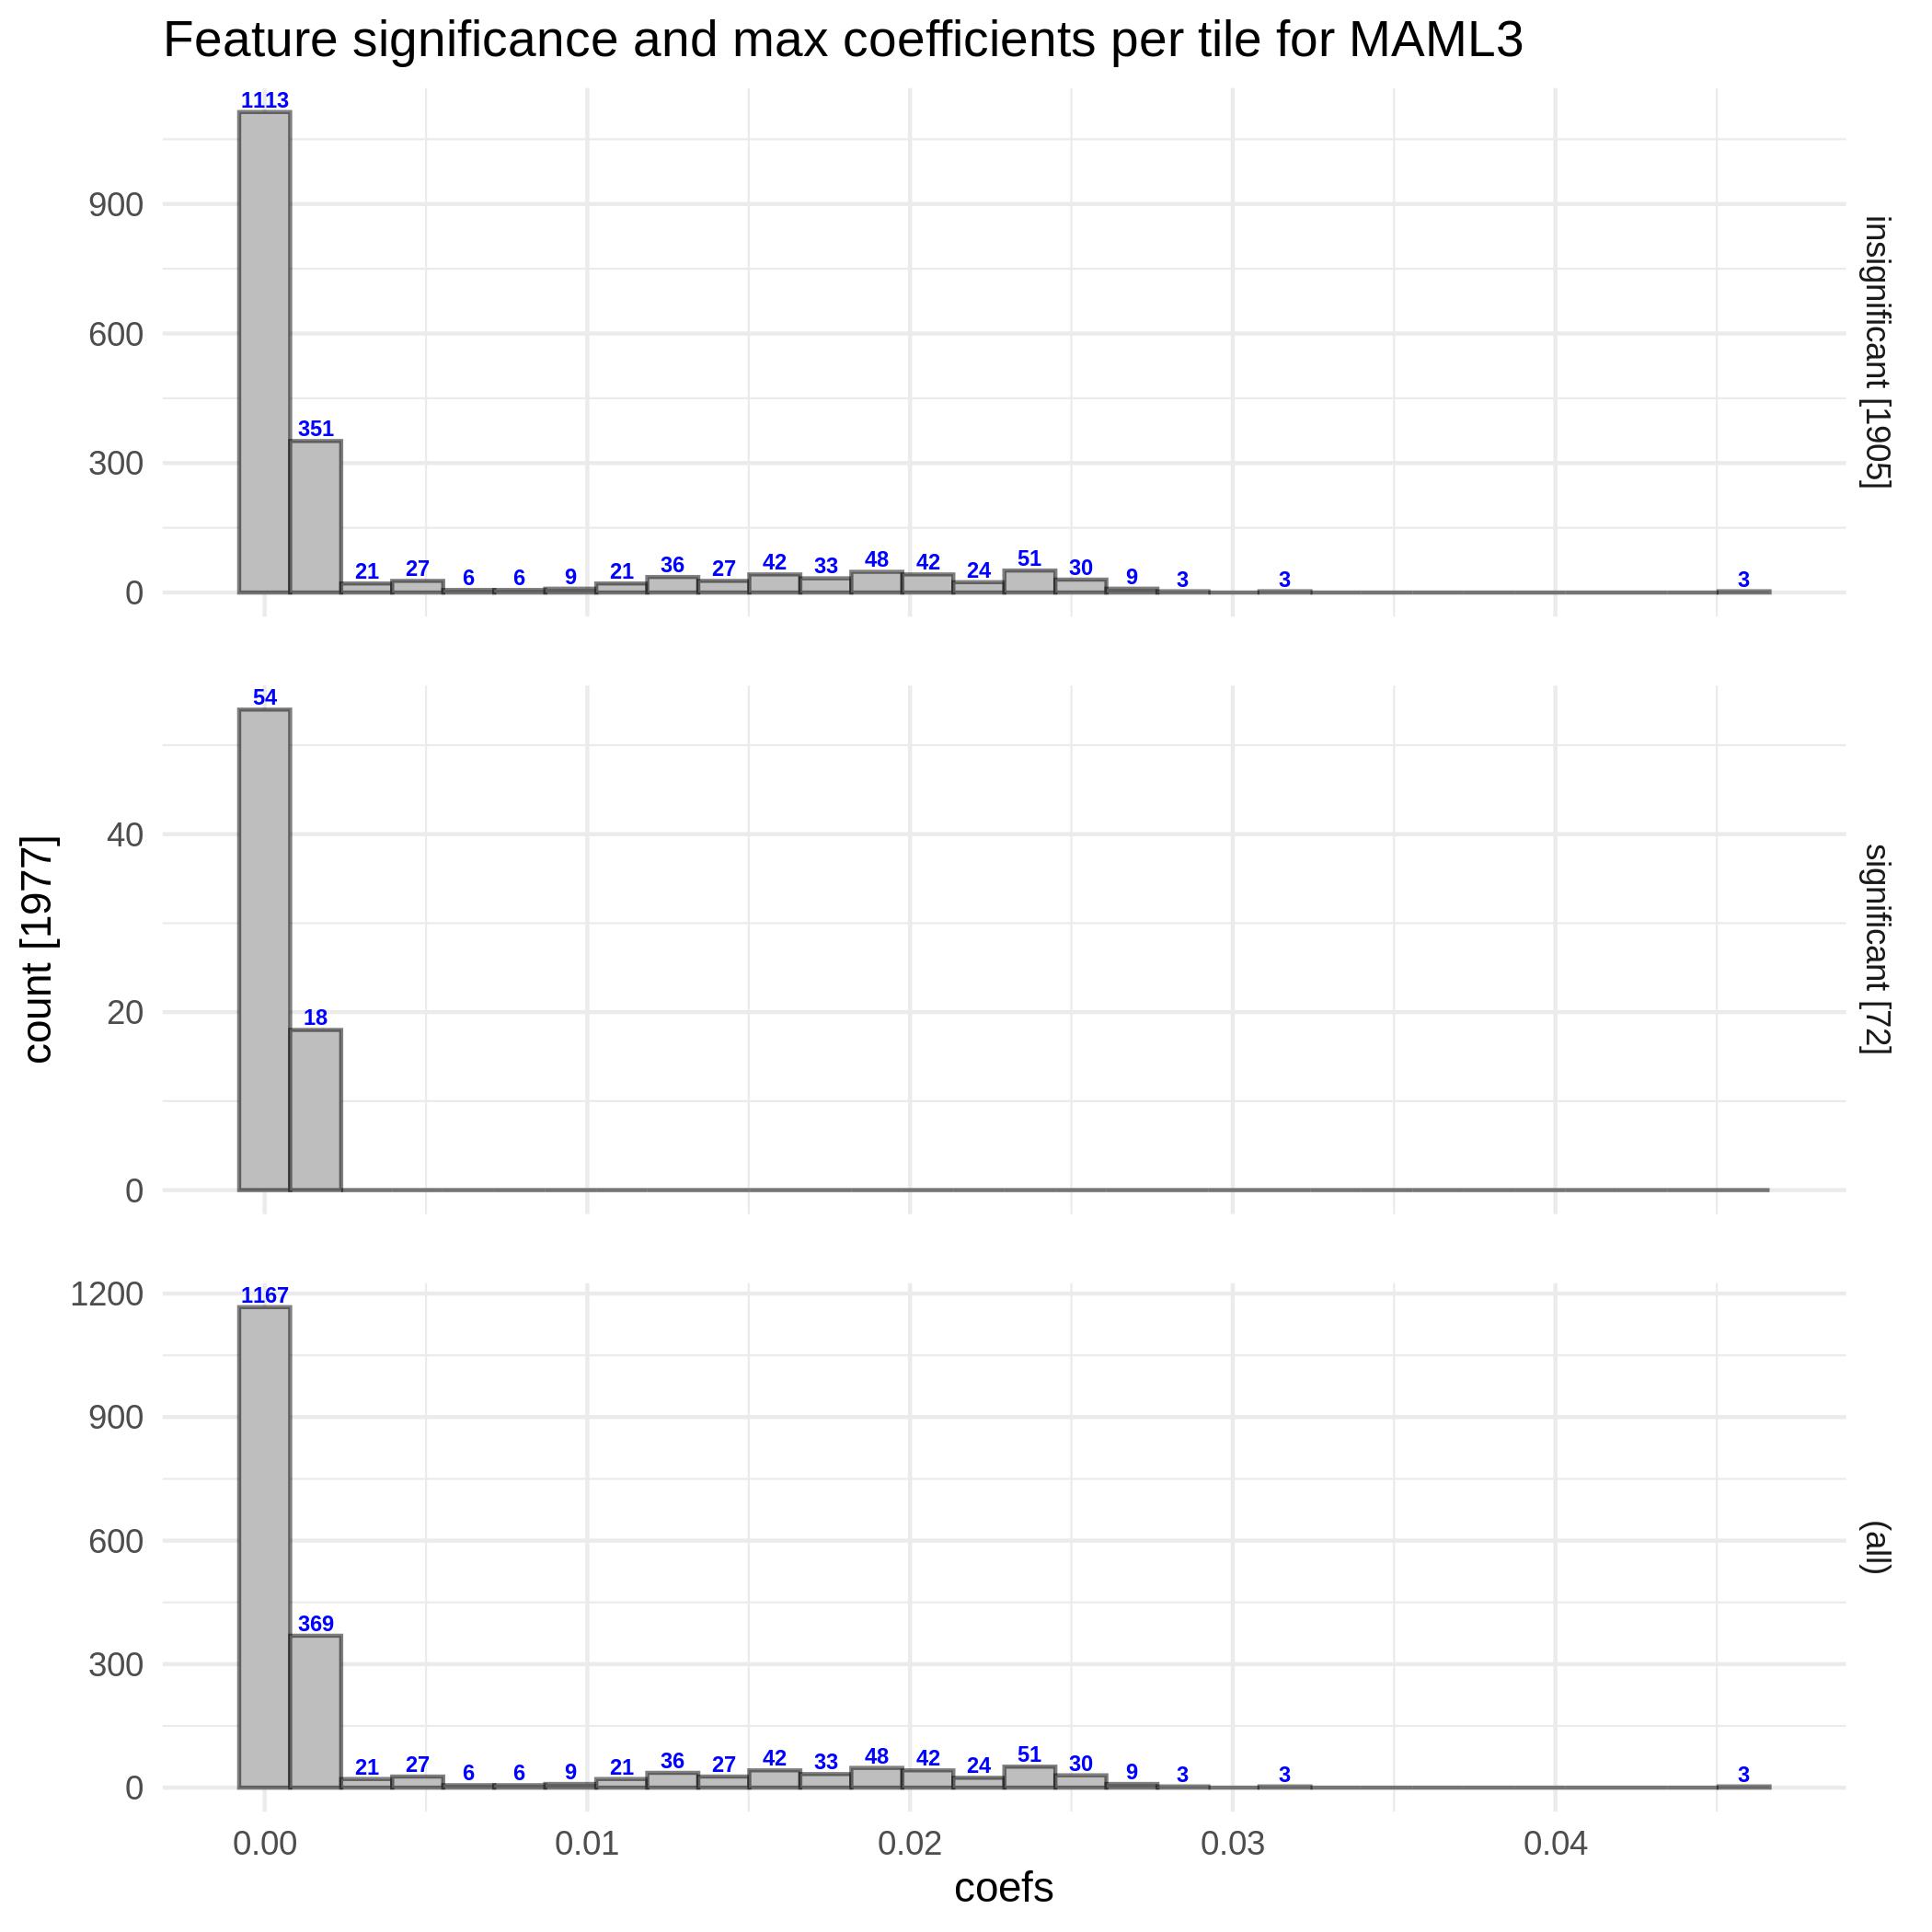 Feature significance and max coefficients per tile for MAML3
1113
351
21 27 6 6 9 21 36 27 42 33 48 42 24 51 30 9 3 3 3
900
600
300
0
insignificant [1905]
54
18
40
20
0
significant [72]
count [1977]
1167
369
21 27 6 6 9 21 36 27 42 33 48 42 24 51 30 9 3 3 3
1200
900
600
300
0
(all)
0.00 0.01 0.02 0.03 0.04
coefs